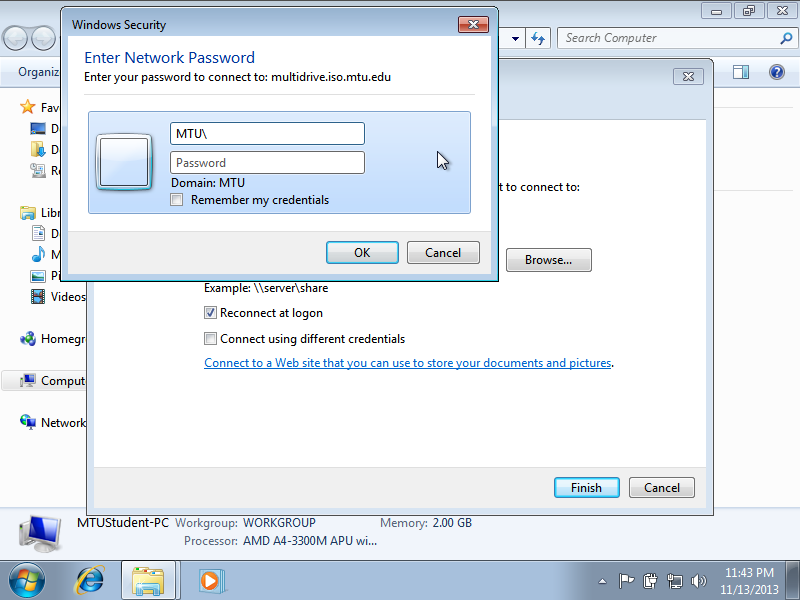 Windows Security
Enter Network Password
Enter your password to connect to: multidrive.iso.mtu.edu
MTU\
Password
Domain: MTU
Remember my credentials
OK
Cancel
Search Computer
Organiz
Fav
D
D
Re
Libr
D
M
Pi
Videos
Homegr
Comput
Network
t to connect to:
Browse...
Example: \\server\share
Reconnect at logon
Connect using different credentials
Connect to a Web site that you can use to store your documents and pictures.
Finish
Cancel
MTUStudent-PC Workgroup: WORKGROUP Memory: 2.00 GB
Processor: AMD A4-3300M APU wi...
11:43 PM
11/13/2013